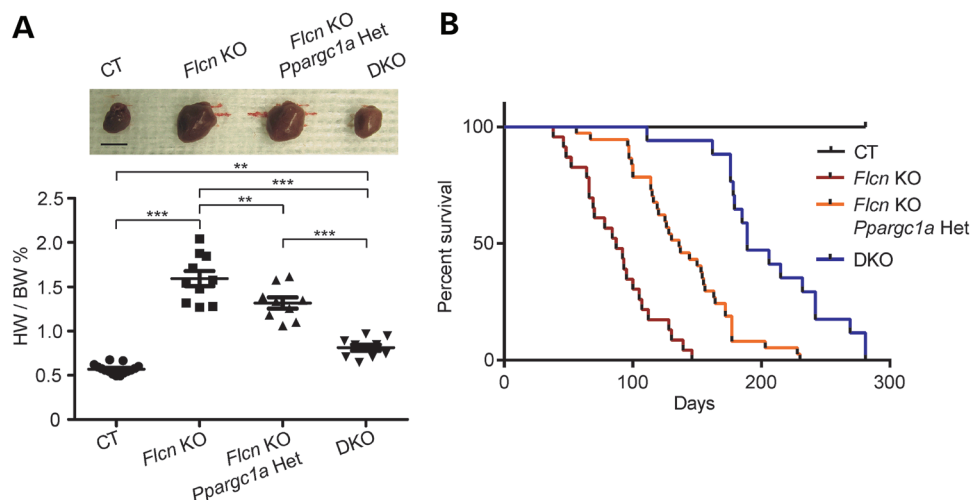 A
CT
Flcn KO
Flcn KO
Ppargc1a Het
DKO
**
***
**
***
***
HW / BW %
2.5
2.0
1.5
1.0
0.5
0
CT
Flcn KO
Flcn KO
Ppargc1a Het
DKO
B
Percent survival
100
50
0
0
100
200
300
Days
CT
Flcn KO
Flcn KO
Ppargc1a Het
DKO